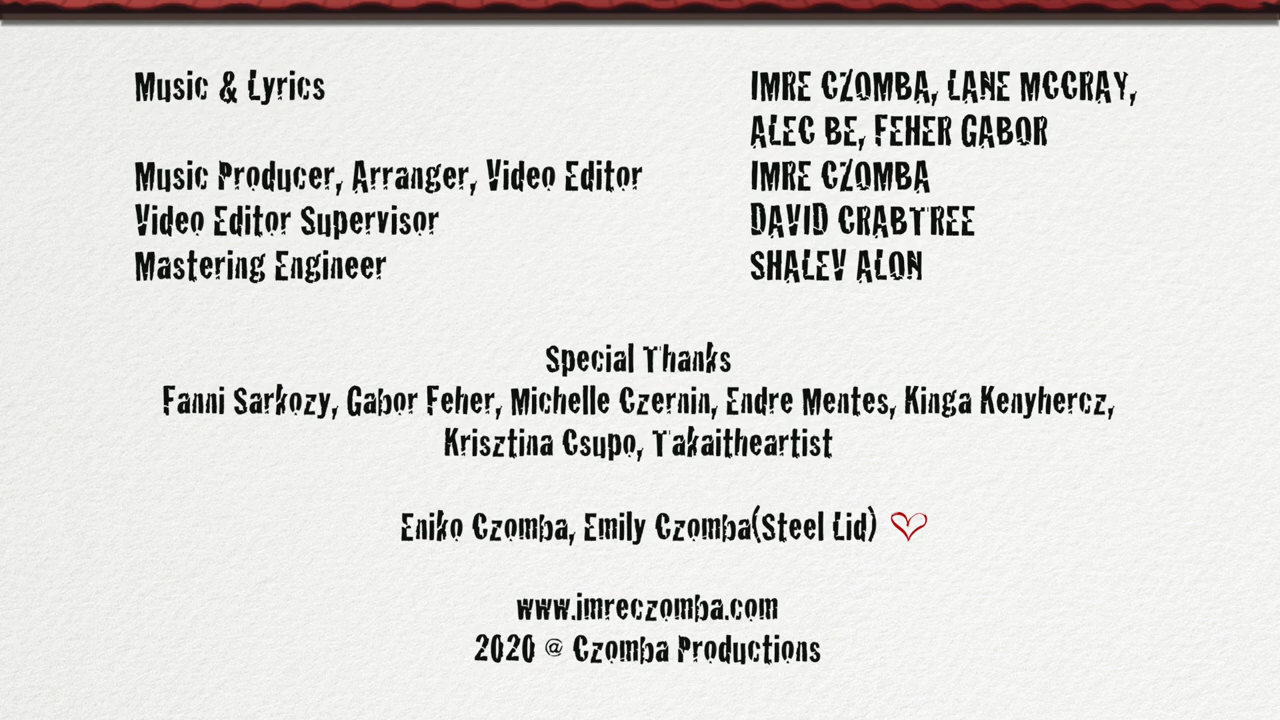 Music & Lyrics IMRE CZOMBA, LANE MCCRAY,
ALEC BE, FEHER GABOR
Music Producer, Arranger, Video Editor IMRE CZOMBA
Video Editor Supervisor DAVID CRABTREE
Mastering Engineer SHALEV ALON
Special Thanks
Fanni Sarkozy, Gabor Feher, Michelle Czernin, Endre Mentes, Kinga Kenyhercz,
Krisztina Csupo, Takaitheartist
Eniko Czomba, Emily Czomba(Steel Lid)
www.imreczomba.com
2020 @ Czomba Productions